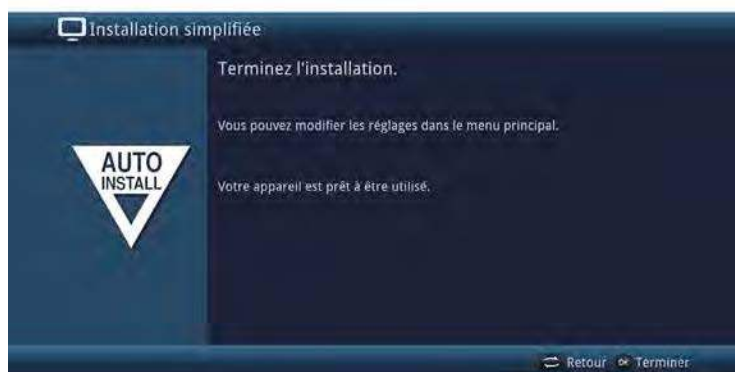 Installation simplifiée
Terminez l'installation.
Vous pouvez modifier les réglages dans le menu principal.
AUTO
INSTALL
Votre appareil est prêt à être utilisé.
Retour OK Terminer